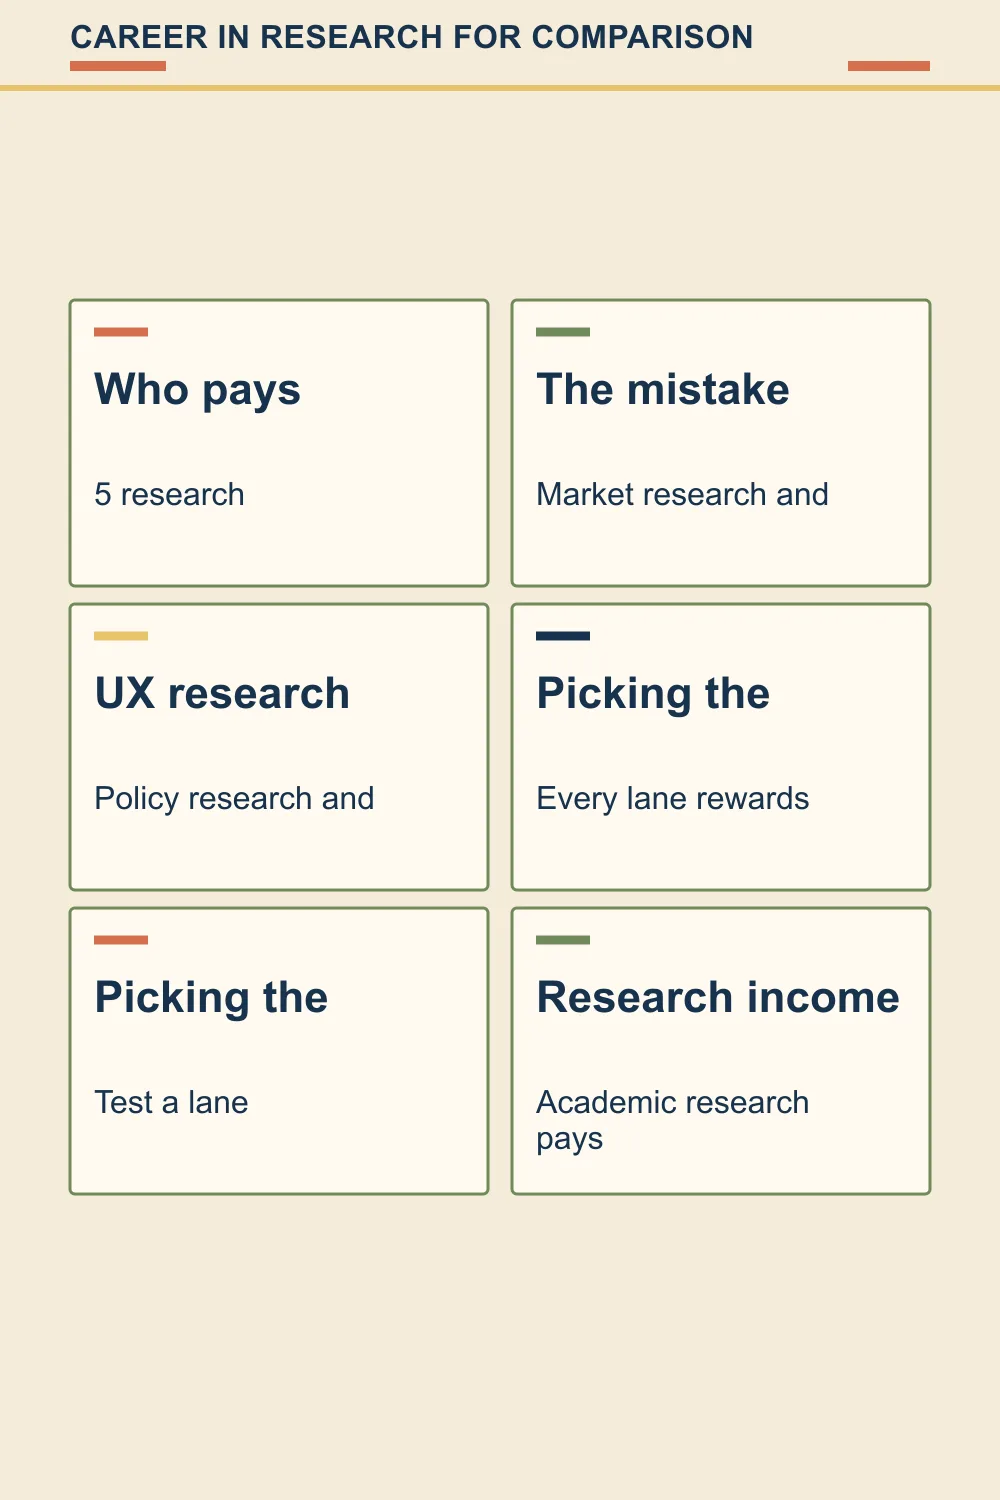 CAREER IN RESEARCH FOR COMPARISON
Who pays
5 research
The mistake
Market research and
UX research
Policy research and
Picking the
Every lane rewards
Picking the
Test a lane
Research income
Academic research
pays